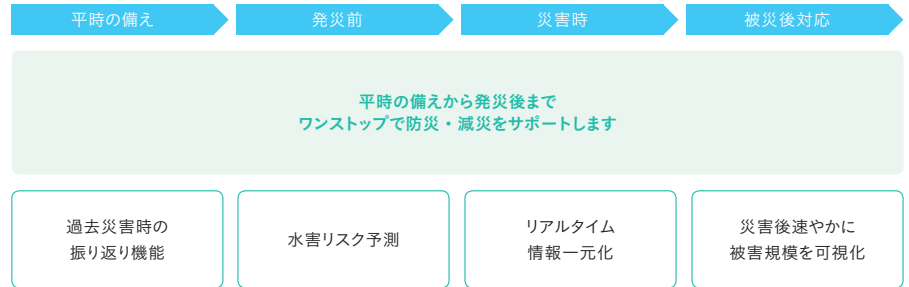 平時の備え
発災前
災害時
被災後対応
平時の備えから発災後まで
ワンストップで防災・減災をサポートします
過去災害時の
振り返り機能
水害リスク予測
リアルタイム
情報一元化
災害後速やかに
被害規模を可視化